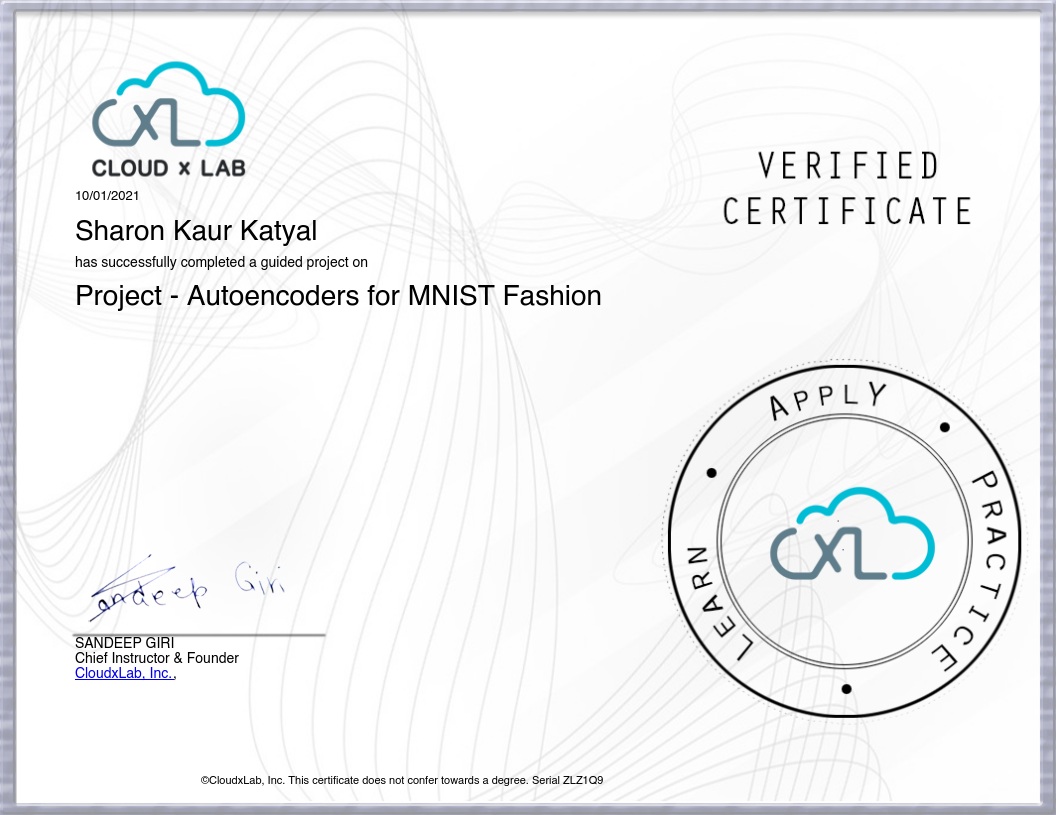 CXL
CLOUD x LAB
10/01/2021
Sharon Kaur Katyal
has successfully completed a guided project on
Project - Autoencoders for MNIST Fashion
VERIFIED
CERTIFICATE
LEARN • APPLY • PRACTICE •
CXL
Sandeep Giri
SANDEEP GIRI
Chief Instructor & Founder
CloudxLab, Inc.,
©CloudxLab, Inc. This certificate does not confer towards a degree. Serial ZLZ1Q9